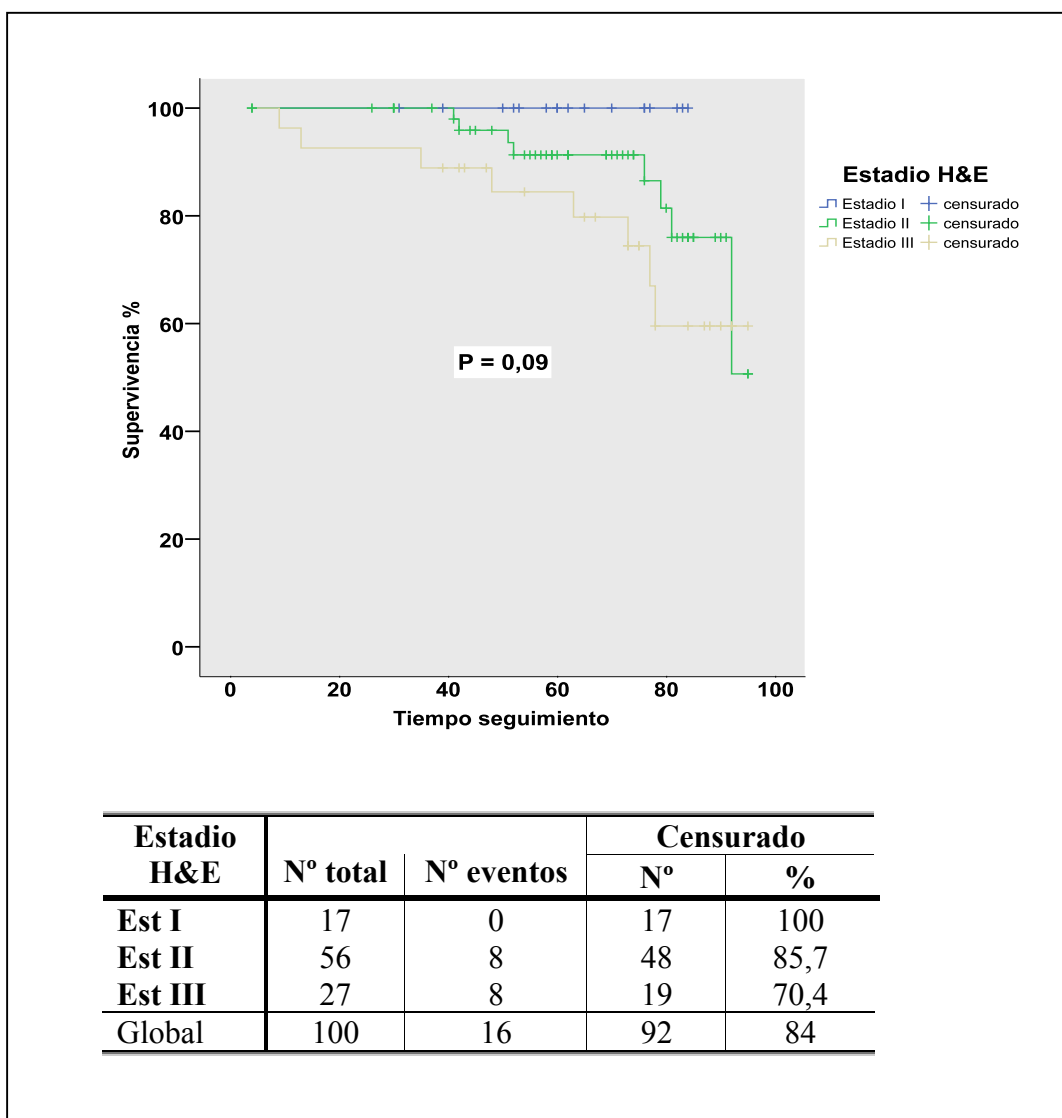 100
80
60
40
20
0
Supervivencia %
P = 0,09
0 20 40 60 80 100
Tiempo seguimiento
Estadio H&E
Estadio I censurado
Estadio II censurado
Estadio III censurado
Estadio H&E Nº total Nº eventos Censurado
Nº %
Est I 17 0 17 100
Est II 56 8 48 85,7
Est III 27 8 19 70,4
Global 100 16 92 84